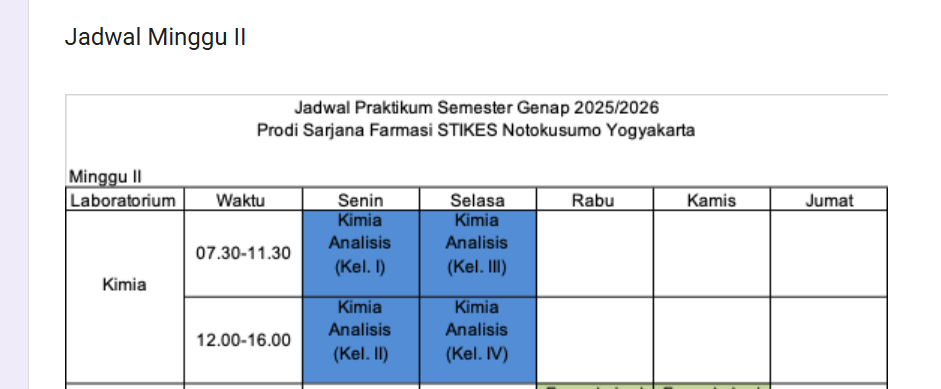 Jadwal Minggu II
Jadwal Praktikum Semester Genap 2025/2026
Prodi Sarjana Farmasi STIKES Notokusumo Yogyakarta
Minggu II
Laboratorium Waktu Senin Selasa Rabu Kamis Jumat
Kimia
07.30-11.30
Kimia Analisis (Kel. I)
Kimia Analisis (Kel. III)
12.00-16.00
Kimia Analisis (Kel. II)
Kimia Analisis (Kel. IV)